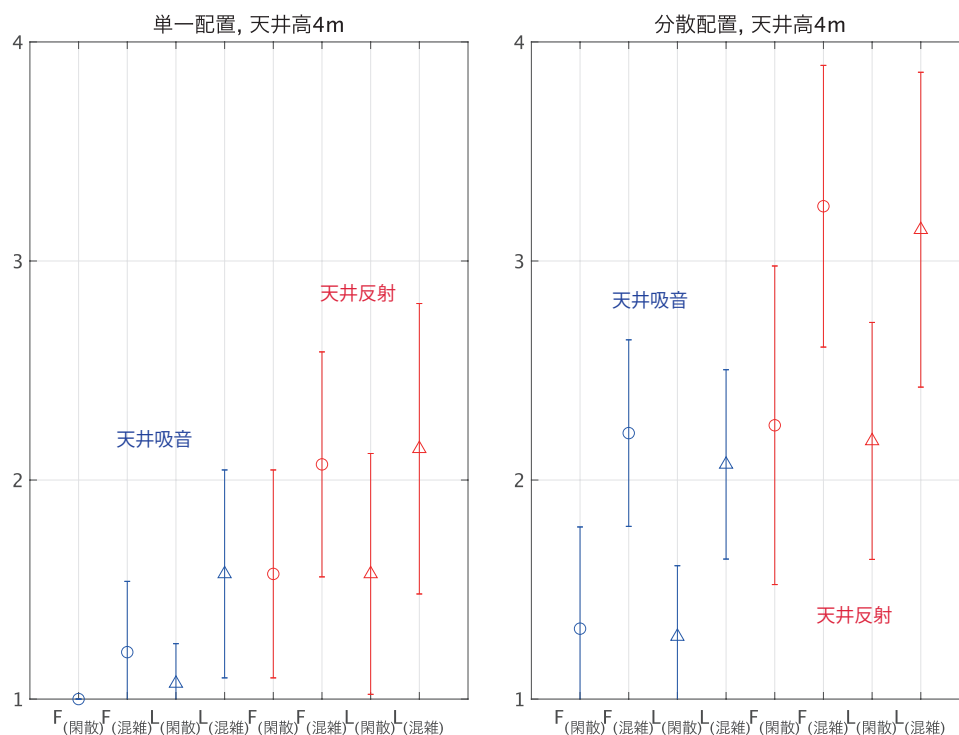 単一配置, 天井高4m
4
3
2
1
天井吸音
天井反射
F(閑散) F(混雑) L(閑散) L(混雑) F(閑散) F(混雑) L(閑散) L(混雑)
分散配置, 天井高4m
4
3
2
1
天井吸音
天井反射
F(閑散) F(混雑) L(閑散) L(混雑) F(閑散) F(混雑) L(閑散) L(混雑)